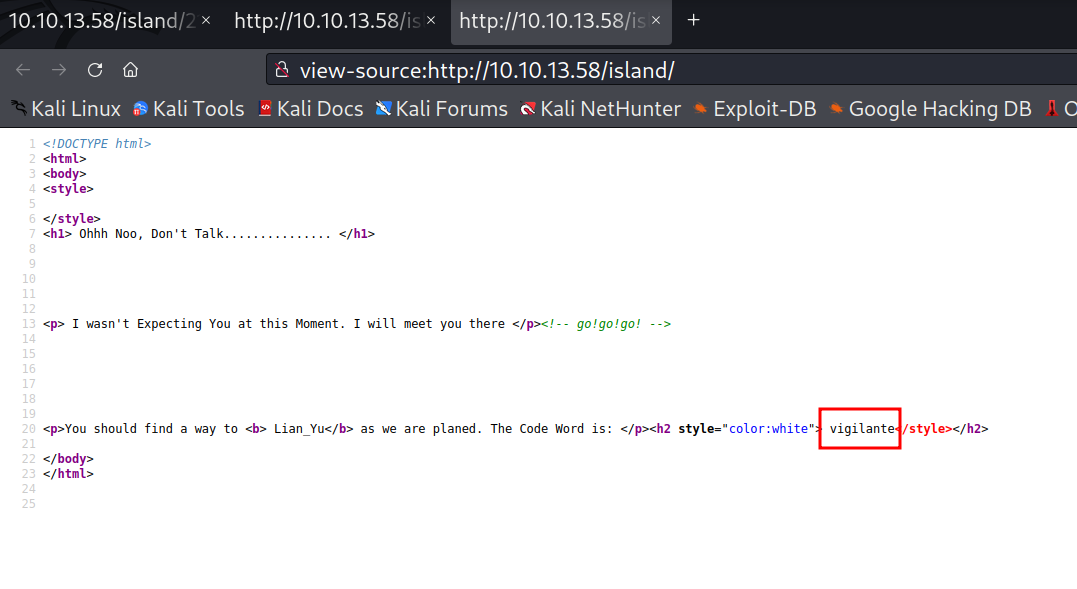 10.10.13.58/island/2 × http://10.10.13.58/is × http://10.10.13.58/is × +
view-source:http://10.10.13.58/island/
Kali Linux Kali Tools Kali Docs Kali Forums Kali NetHunter Exploit-DB Google Hacking DB O
1 <!DOCTYPE html>
2 <html>
3 <body>
4 <style>
5
6 </style>
7 <h1> Ohhh Noo, Don't Talk............... </h1>
8
9
10
11
12
13 <p> I wasn't Expecting You at this Moment. I will meet you there </p><!-- go!go!go! -->
14
15
16
17
18
19
20 <p>You should find a way to <b> Lian_Yu</b> as we are planed. The Code Word is: </p><h2 style="color:white"> vigilante</style></h2>
21
22 </body>
23 </html>
24
25